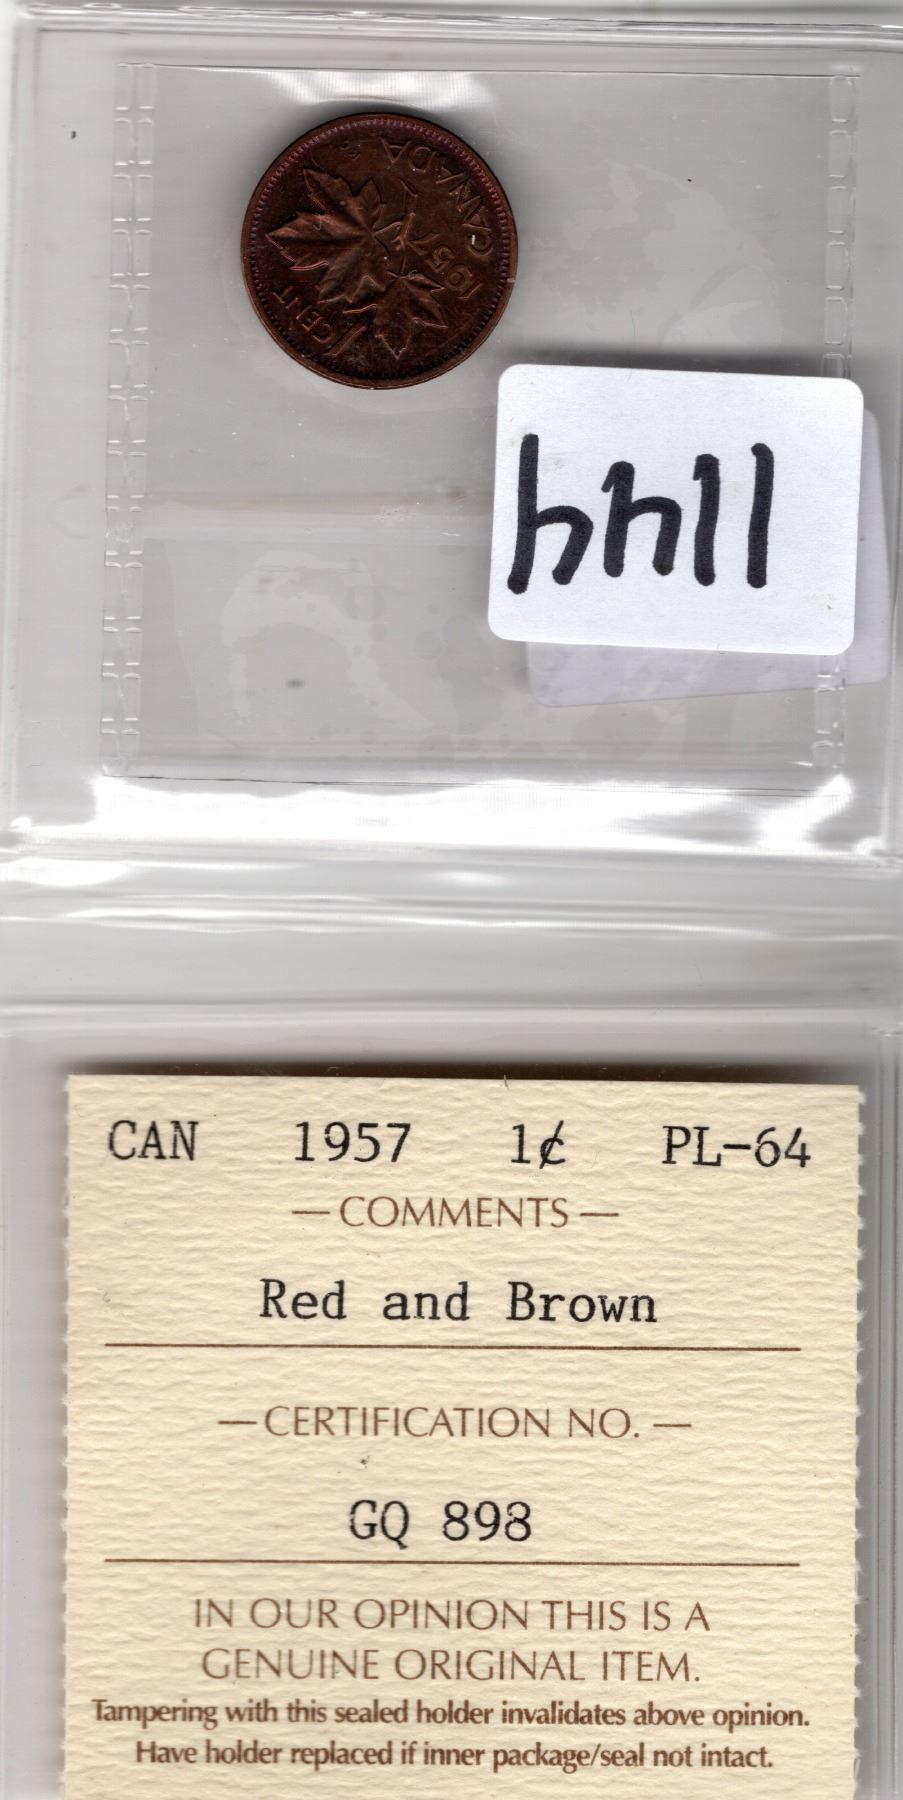 1 CENT
1957
CANADA
1144
CAN 1957 1¢ PL-64
— COMMENTS —
Red and Brown
— CERTIFICATION NO. —
GQ 898
IN OUR OPINION THIS IS A
GENUINE ORIGINAL ITEM.
Tampering with this sealed holder invalidates above opinion.
Have holder replaced if inner package/seal not intact.